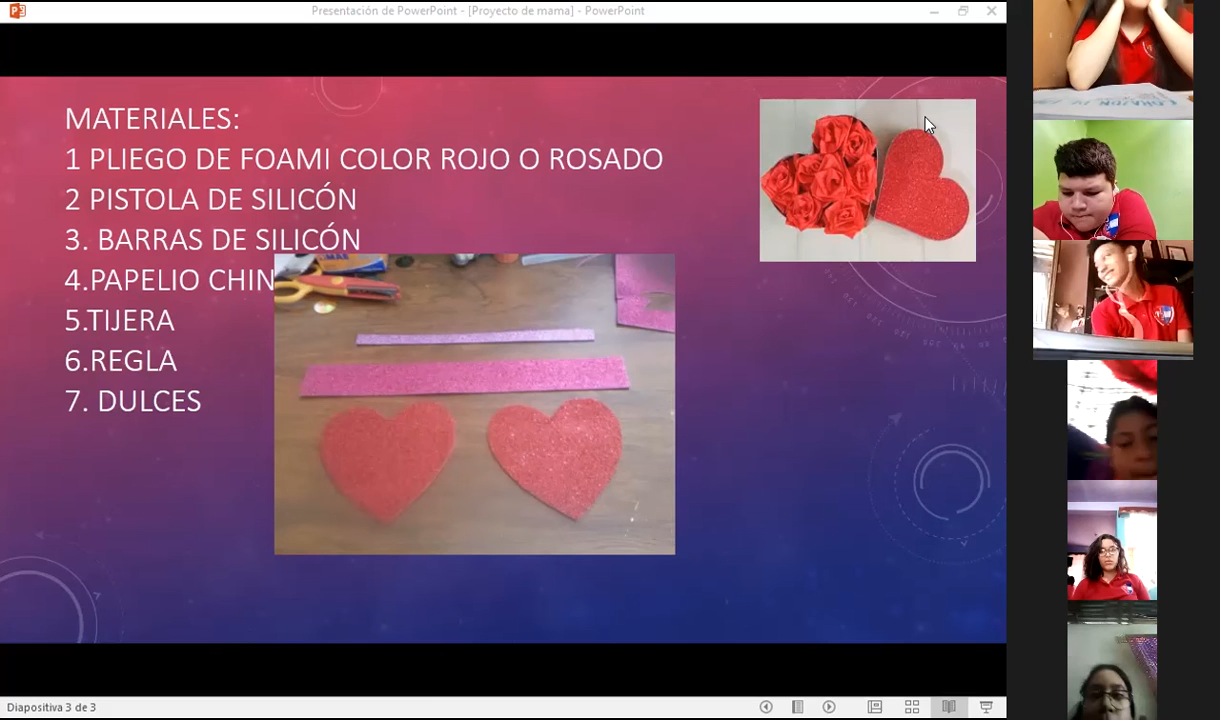 Presentación de PowerPoint - [Proyecto de mama] - PowerPoint
MATERIALES:
1 PLIEGO DE FOAMI COLOR ROJO O ROSADO
2 PISTOLA DE SILICÓN
3. BARRAS DE SILICÓN
4.PAPELIO CHIN
5.TIJERA
6.REGLA
7. DULCES
Diapositiva 3 de 3